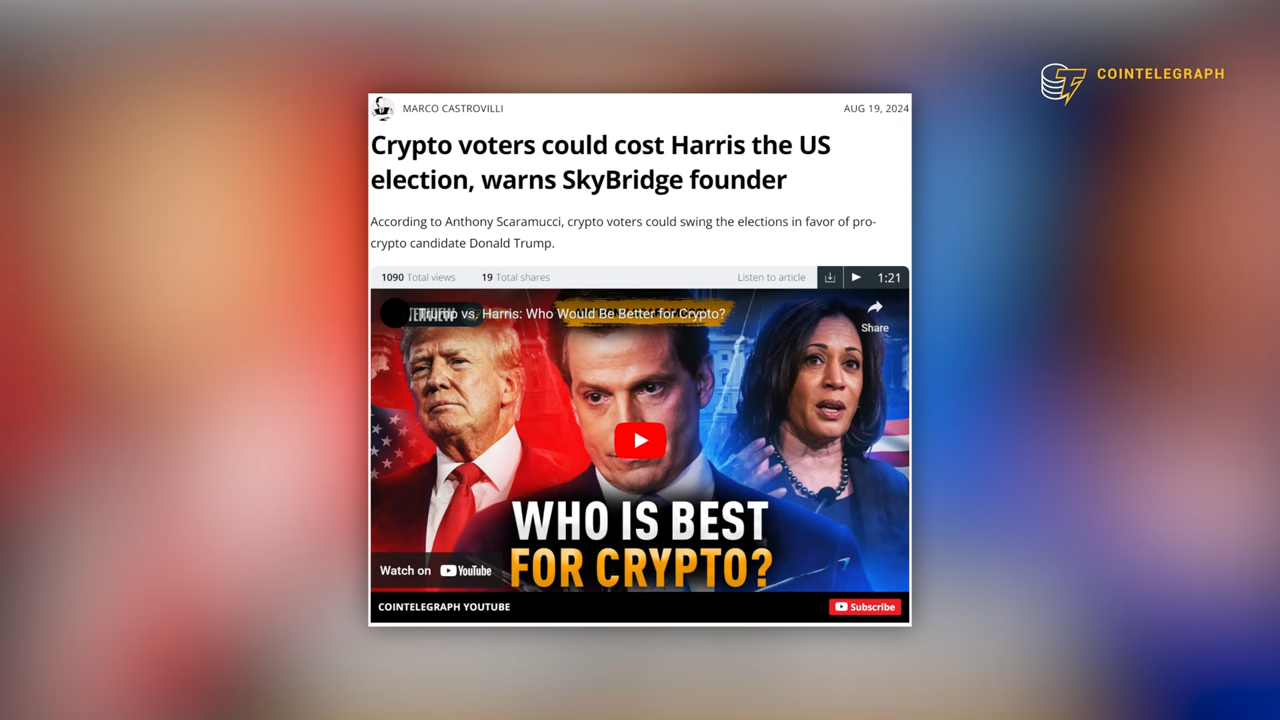 COINTELEGRAPH
MARCO CASTROVILLI
AUG 19, 2024
Crypto voters could cost Harris the US
election, warns SkyBridge founder
According to Anthony Scaramucci, crypto voters could swing the elections in favor of pro-
crypto candidate Donald Trump.
1090 Total views
19 Total shares
Listen to article
1:21
Trump vs. Harris: Who Would Be Better for Crypto?
Share
WHO IS BEST
FOR CRYPTO?
Watch on YouTube
COINTELEGRAPH YOUTUBE
Subscribe